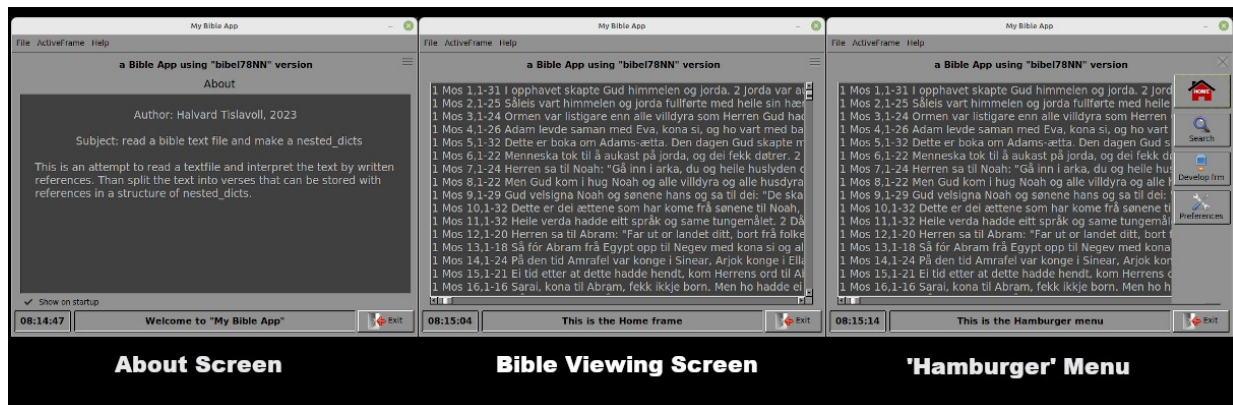 My Bible App
File ActiveFrame Help
a Bible App using "bibel78NN" version
About
Author: Halvard Tislavoll, 2023
Subject: read a bible text file and make a nested_dicts
This is an attempt to read a textfile and interpret the text by written
references. Than split the text into verses that can be stored with
references in a structure of nested_dicts.
Show on startup
08:14:47 Welcome to "My Bible App" Exit
About Screen
My Bible App
File ActiveFrame Help
a Bible App using "bibel78NN" version
1 Mos 1,1-31 I opphavet skapte Gud himmelen og jorda. 2 Jorda var
1 Mos 2,1-25 Såleis vart himmelen og jorda fullførte med heile sin
1 Mos 3,1-24 Ormen var listigare enn alle villdyra som Herren Gud
1 Mos 4,1-26 Adam levde saman med Eva, kona si, og ho vart med
1 Mos 5,1-32 Dette er boka om Adams-ætta. Den dagen Gud skapte
1 Mos 6,1-22 Menneska tok til å aukast på jorda, og dei fekk døtrer. 2
1 Mos 7,1-24 Herren sa til Noah: "Gå inn i arka, du og heile huslyden
1 Mos 8,1-22 Men Gud kom i hug Noah og alle villdyra og alle husdyra
1 Mos 9,1-29 Gud velsigna Noah og sønene hans og sa til dei: "De
1 Mos 10,1-32 Dette er dei ættene som har kome frå sønene til Noah,
1 Mos 11,1-32 Heile verda hadde eitt språk og same tungemål. 2
1 Mos 12,1-20 Herren sa til Abram: "Far ut or landet ditt, bort frå
1 Mos 13,1-18 Så fór Abram frå Egypt opp til Negev med kona si og
1 Mos 14,1-24 På den tid Amrafel var konge i Sinear, Arjok konge i
1 Mos 15,1-21 Ei tid etter at dette hadde hendt, kom Herrens ord til
1 Mos 16,1-16 Sarai, kona til Abram, fekk ikkje born. Men ho hadde ei
08:15:04 This is the Home frame Exit
Bible Viewing Screen
My Bible App
File ActiveFrame Help
a Bible App using "bibel78NN" version
1 Mos 1,1-31 I opphavet skapte Gud himmelen og jorda. 2 Jord
1 Mos 2,1-25 Såleis vart himmelen og jorda fullførte med heile
1 Mos 3,1-24 Ormen var listigare enn alle villdyra som Herren
1 Mos 4,1-26 Adam levde saman med Eva, kona si, og ho vart
1 Mos 5,1-32 Dette er boka om Adams-ætta. Den dagen Gud
1 Mos 6,1-22 Menneska tok til å aukast på jorda, og dei fekk
1 Mos 7,1-24 Herren sa til Noah: "Gå inn i arka, du og heile
1 Mos 8,1-22 Men Gud kom i hug Noah og alle villdyra og alle
1 Mos 9,1-29 Gud velsigna Noah og sønene hans og sa til dei:
1 Mos 10,1-32 Dette er dei ættene som har kome frå sønene
1 Mos 11,1-32 Heile verda hadde eitt språk og same
1 Mos 12,1-20 Herren sa til Abram: "Far ut or landet ditt, bort
1 Mos 13,1-18 Så fór Abram frå Egypt opp til Negev med kona
1 Mos 14,1-24 På den tid Amrafel var konge i Sinear, Arjok
1 Mos 15,1-21 Ei tid etter at dette hadde hendt, kom Herrens
1 Mos 16,1-16 Sarai, kona til Abram, fekk ikkje born. Men ho
HOME
Search
Develop frm
Preferences
08:15:14 This is the Hamburger menu Exit
'Hamburger' Menu